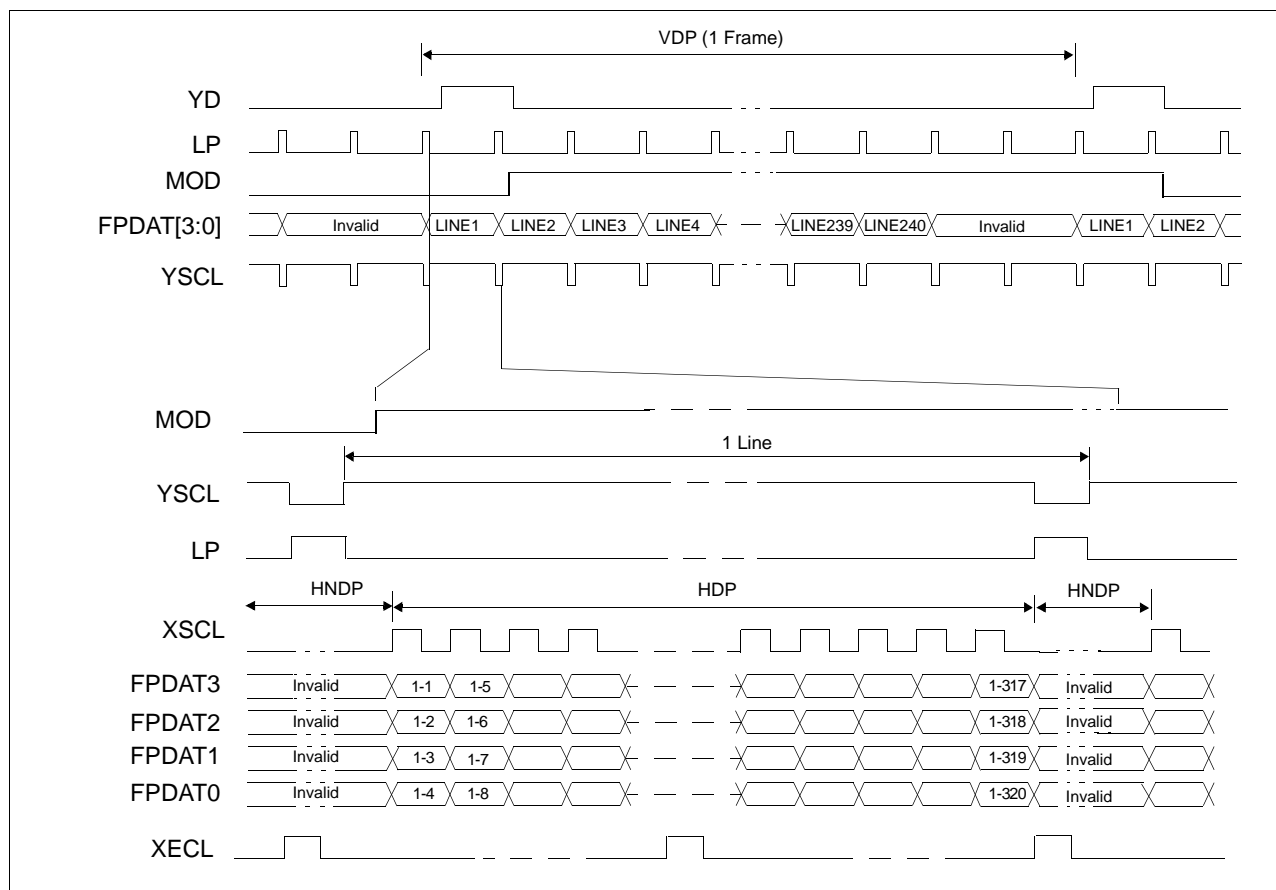 VDP (1 Frame)
YD
LP
MOD
FPDAT[3:0] Invalid LINE1 LINE2 LINE3 LINE4 LINE239 LINE240 Invalid LINE1 LINE2
YSCL
MOD
1 Line
YSCL
LP
HNDP HDP HNDP
XSCL
FPDAT3 Invalid 1-1 1-5 1-317 Invalid
FPDAT2 Invalid 1-2 1-6 1-318 Invalid
FPDAT1 Invalid 1-3 1-7 1-319 Invalid
FPDAT0 Invalid 1-4 1-8 1-320 Invalid
XECL